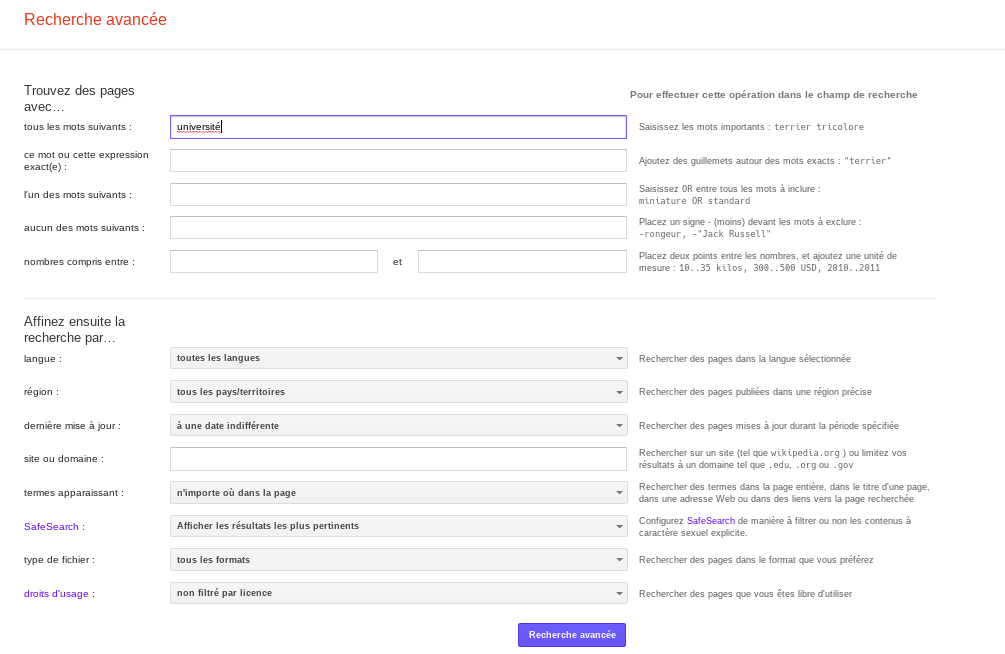 Recherche avancée
Trouvez des pages
avec…
Pour effectuer cette opération dans le champ de recherche
tous les mots suivants :
université
Saisissez les mots importants : terrier tricolore
ce mot ou cette expression
exact(e) :
Ajoutez des guillemets autour des mots exacts : "terrier"
l'un des mots suivants :
Saisissez OR entre tous les mots à inclure :
miniature OR standard
aucun des mots suivants :
Placez un signe - (moins) devant les mots à exclure :
-rongeur, -"Jack Russell"
nombres compris entre :
et
Placez deux points entre les nombres, et ajoutez une unité de
mesure : 10..35 kilos, 300..500 USD, 2010..2011
Affinez ensuite la
recherche par…
langue :
toutes les langues
Rechercher des pages dans la langue sélectionnée
région :
tous les pays/territoires
Rechercher des pages publiées dans une région précise
dernière mise à jour :
à une date indifférente
Rechercher des pages mises à jour durant la période spécifiée
site ou domaine :
Rechercher sur un site (tel que wikipedia.org ) ou limitez vos
résultats à un domaine tel que .edu, .org ou .gov
termes apparaissant :
n'importe où dans la page
Rechercher des termes dans la page entière, dans le titre d'une page,
dans une adresse Web ou dans des liens vers la page recherchée
SafeSearch :
Afficher les résultats les plus pertinents
Configurez SafeSearch de manière à filtrer ou non les contenus à
caractère sexuel explicite.
type de fichier :
tous les formats
Rechercher des pages dans le format que vous préférez
droits d'usage :
non filtré par licence
Rechercher des pages que vous êtes libre d'utiliser
Recherche avancée